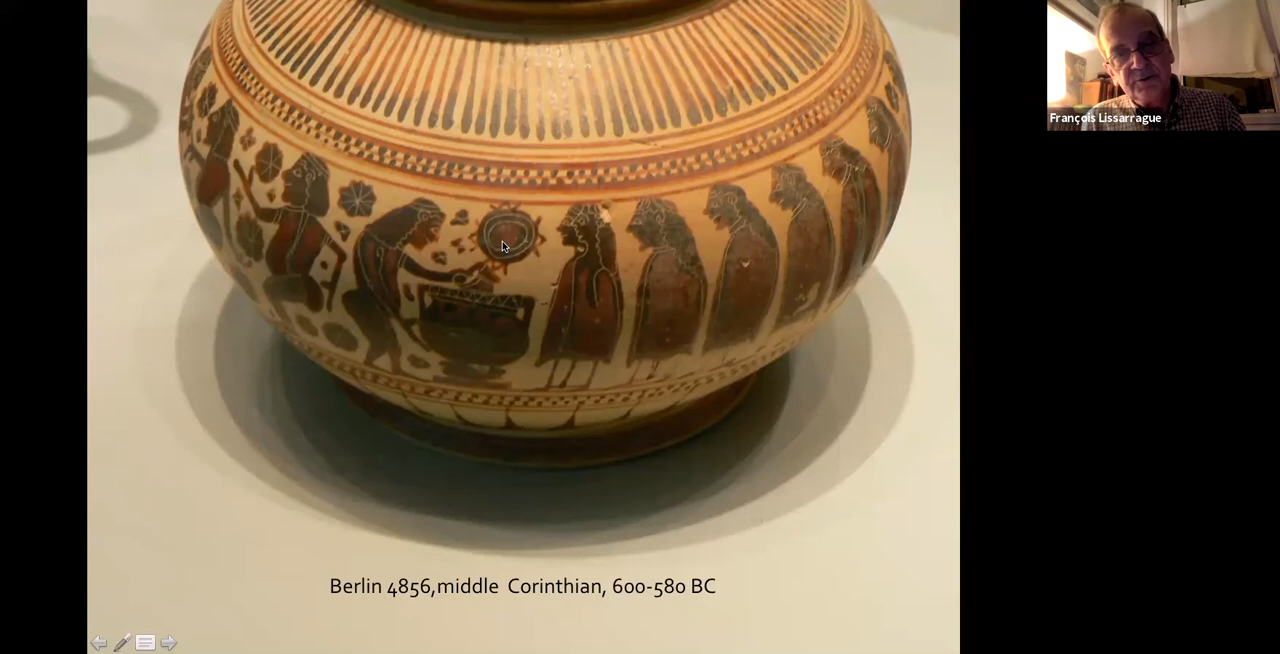 François Lissarrague
Berlin 4856,middle Corinthian, 600-580 BC